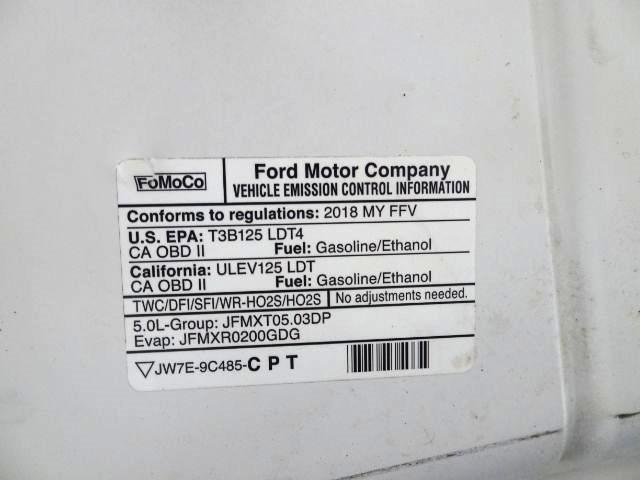 FoMoCo
Ford Motor Company
VEHICLE EMISSION CONTROL INFORMATION
Conforms to regulations: 2018 MY FFV
U.S. EPA: T3B125 LDT4
CA OBD II Fuel: Gasoline/Ethanol
California: ULEV125 LDT
CA OBD II Fuel: Gasoline/Ethanol
TWC/DFI/SFI/WR-HO2S/HO2S No adjustments needed.
5.0L-Group: JFMXT05.03DP
Evap: JFMXR0200GDG
JW7E-9C485-CPT